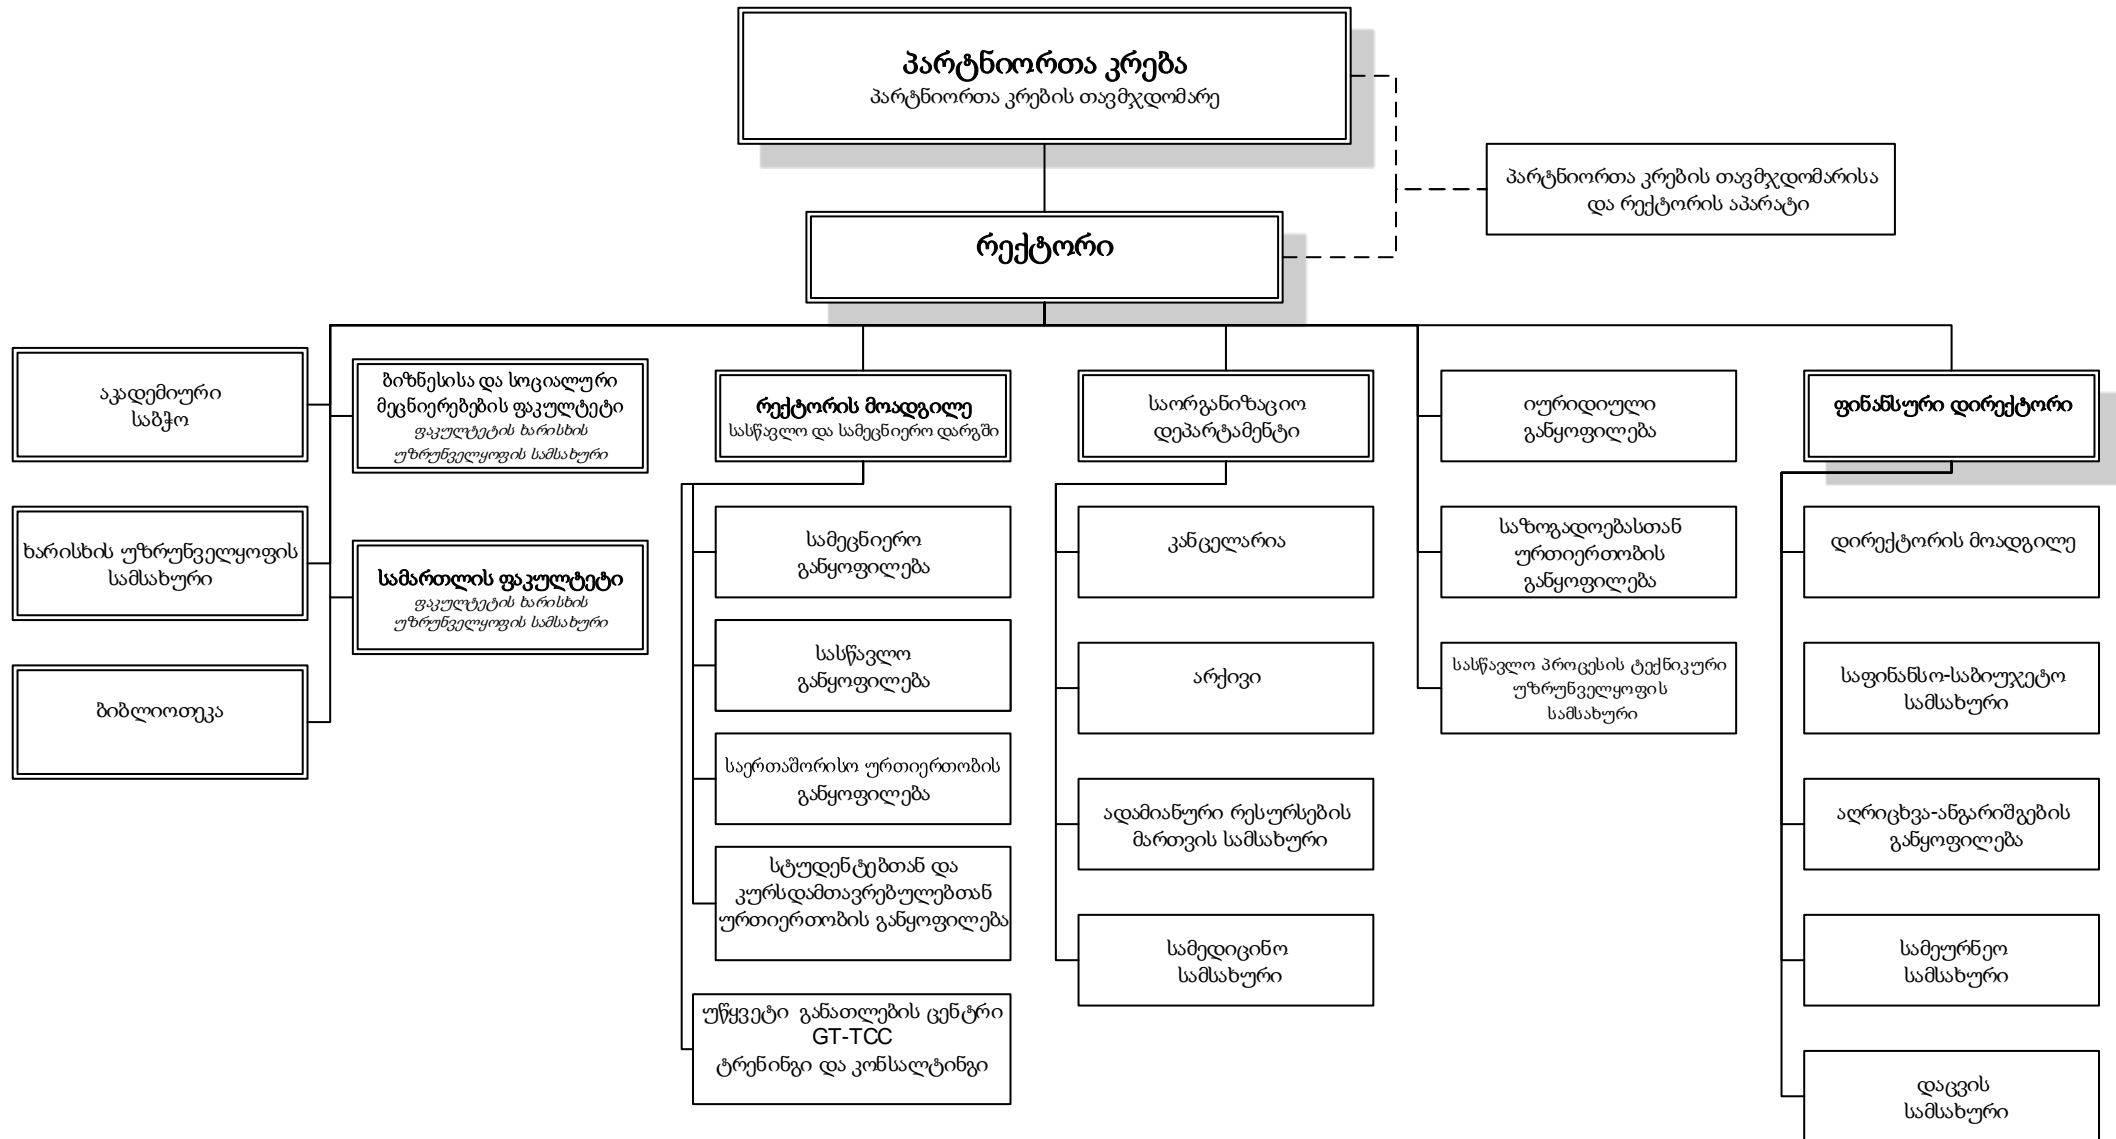 პარტნიორთა კრება
პარტნიორთა კრების თავმჯდომარე
პარტნიორთა კრების თავმჯდომარისა
და რექტორის აპარატი
რექტორი
აკადემიური
საბჭო
ხარისხის უზრუნველყოფის
სამსახური
ბიბლიოთეკა
ბიზნესისა და სოციალური
მეცნიერებების ფაკულტეტი
ფაკულტეტის ხარისხის
უზრუნველყოფის სამსახური
სამართლის ფაკულტეტი
ფაკულტეტის ხარისხის
უზრუნველყოფის სამსახური
რექტორის მოადგილე
სასწავლო და სამეცნიერო დარგში
სამეცნიერო
განყოფილება
სასწავლო
განყოფილება
საერთაშორისო ურთიერთობის
განყოფილება
სტუდენტებთან და
კურსდამთავრებულებთან
ურთიერთობის განყოფილება
უწყვეტი განათლების ცენტრი
GT-TCC
ტრენინგი და კონსალტინგი
საორგანიზაციო
დეპარტამენტი
კანცელარია
არქივი
ადამიანური რესურსების
მართვის სამსახური
სამედიცინო
სამსახური
იურიდიული
განყოფილება
საზოგადოებასთან
ურთიერთობის
განყოფილება
სასწავლო პროცესის ტექნიკური
უზრუნველყოფის
სამსახური
ფინანსური დირექტორი
დირექტორის მოადგილე
საფინანსო-საბიუჯეტო
სამსახური
აღრიცხვა-ანგარიშგების
განყოფილება
სამეურნეო
სამსახური
დაცვის
სამსახური